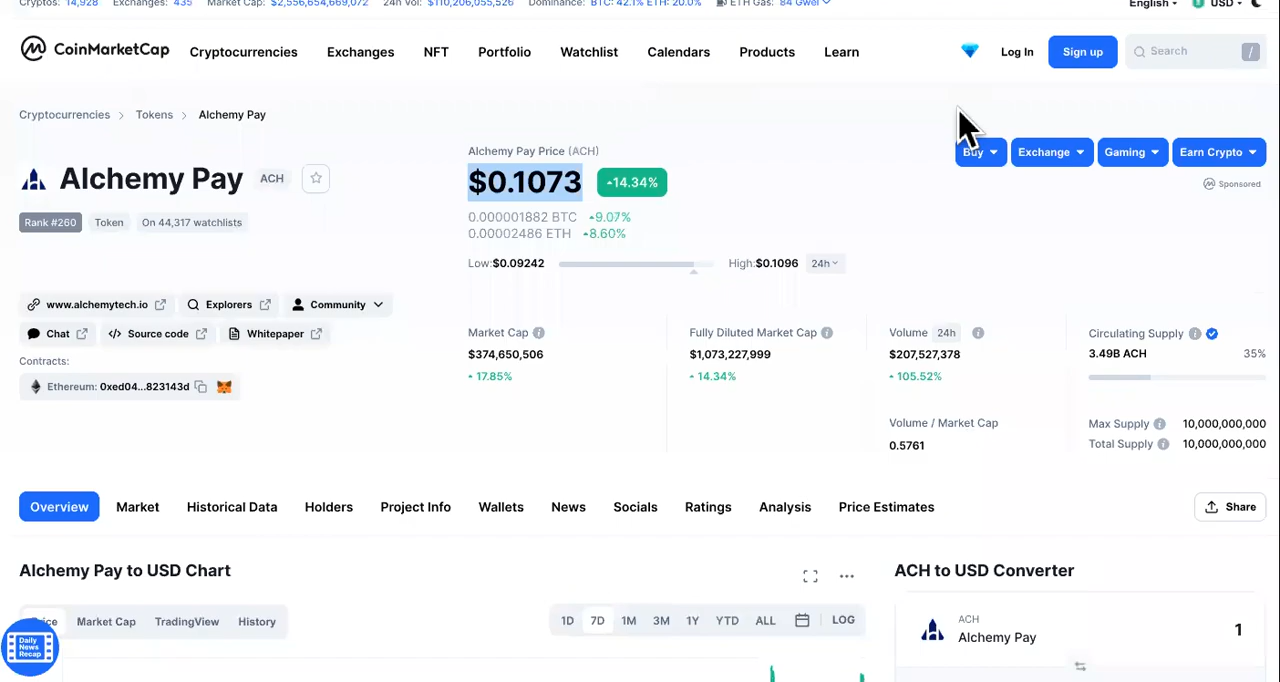 Cryptos: 14,928 Exchanges: 435 Market Cap: $2,556,654,669,072 24h Vol: $110,206,055,526 Dominance: BTC: 42.1% ETH: 20.0% ETH Gas: 84 Gwei English USD
CoinMarketCap Cryptocurrencies Exchanges NFT Portfolio Watchlist Calendars Products Learn Log In Sign up Search /
Cryptocurrencies > Tokens > Alchemy Pay
Alchemy Pay ACH
Rank #260 Token On 44,317 watchlists
www.alchemytech.io Explorers Community
Chat Source code Whitepaper
Contracts:
Ethereum: 0xed04...823143d
Alchemy Pay Price (ACH)
$0.1073 14.34%
0.000001882 BTC 9.07%
0.00002486 ETH 8.60%
Low:$0.09242 High:$0.1096 24h
Buy Exchange Gaming Earn Crypto
Sponsored
Market Cap
$374,650,506
17.85%
Fully Diluted Market Cap
$1,073,227,999
14.34%
Volume 24h
$207,527,378
105.52%
Volume / Market Cap
0.5761
Circulating Supply
3.49B ACH 35%
Max Supply 10,000,000,000
Total Supply 10,000,000,000
Overview Market Historical Data Holders Project Info Wallets News Socials Ratings Analysis Price Estimates Share
Alchemy Pay to USD Chart
Market Cap TradingView History 1D 7D 1M 3M 1Y YTD ALL LOG
Daily
News
Recap
ACH to USD Converter
ACH
Alchemy Pay 1